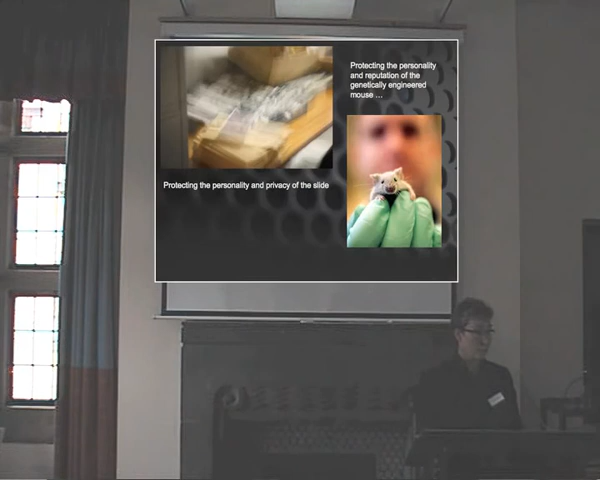 Protecting the personality
and reputation of the
genetically engineered
mouse ...
Protecting the personality and privacy of the slide